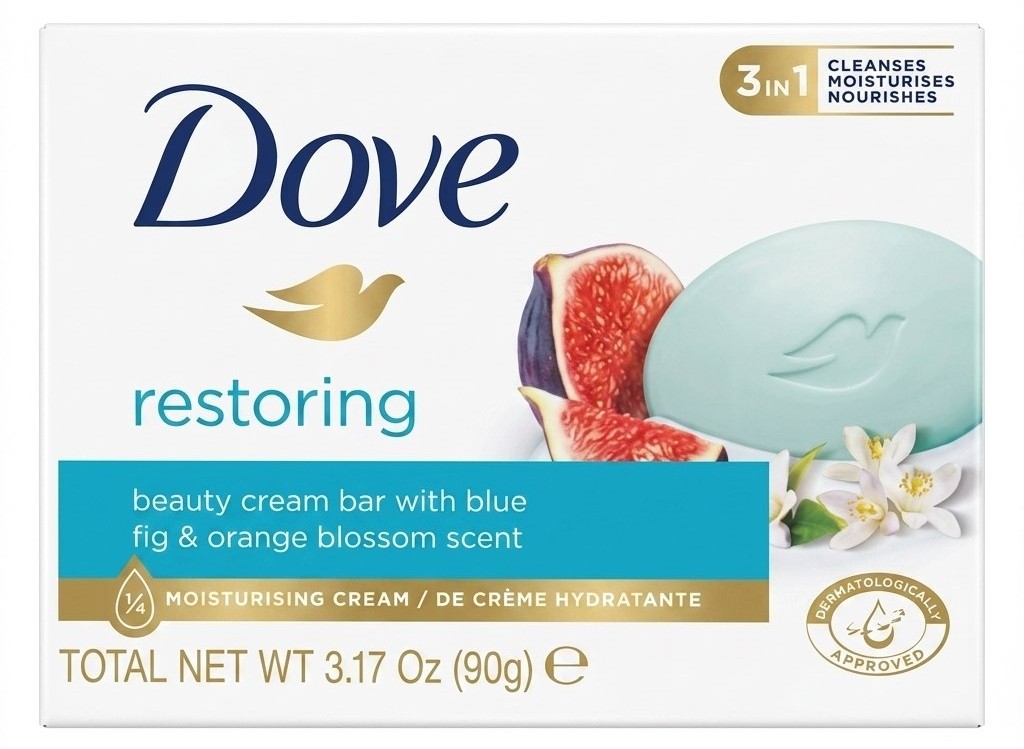 Dove
3 IN 1
CLEANSES
MOISTURISES
NOURISHES
restoring
beauty cream bar with blue
fig & orange blossom scent
1/4 MOISTURISING CREAM / DE CRÈME HYDRATANTE
TOTAL NET WT 3.17 Oz (90g) ℮
DERMATOLOGICALLY
APPROVED